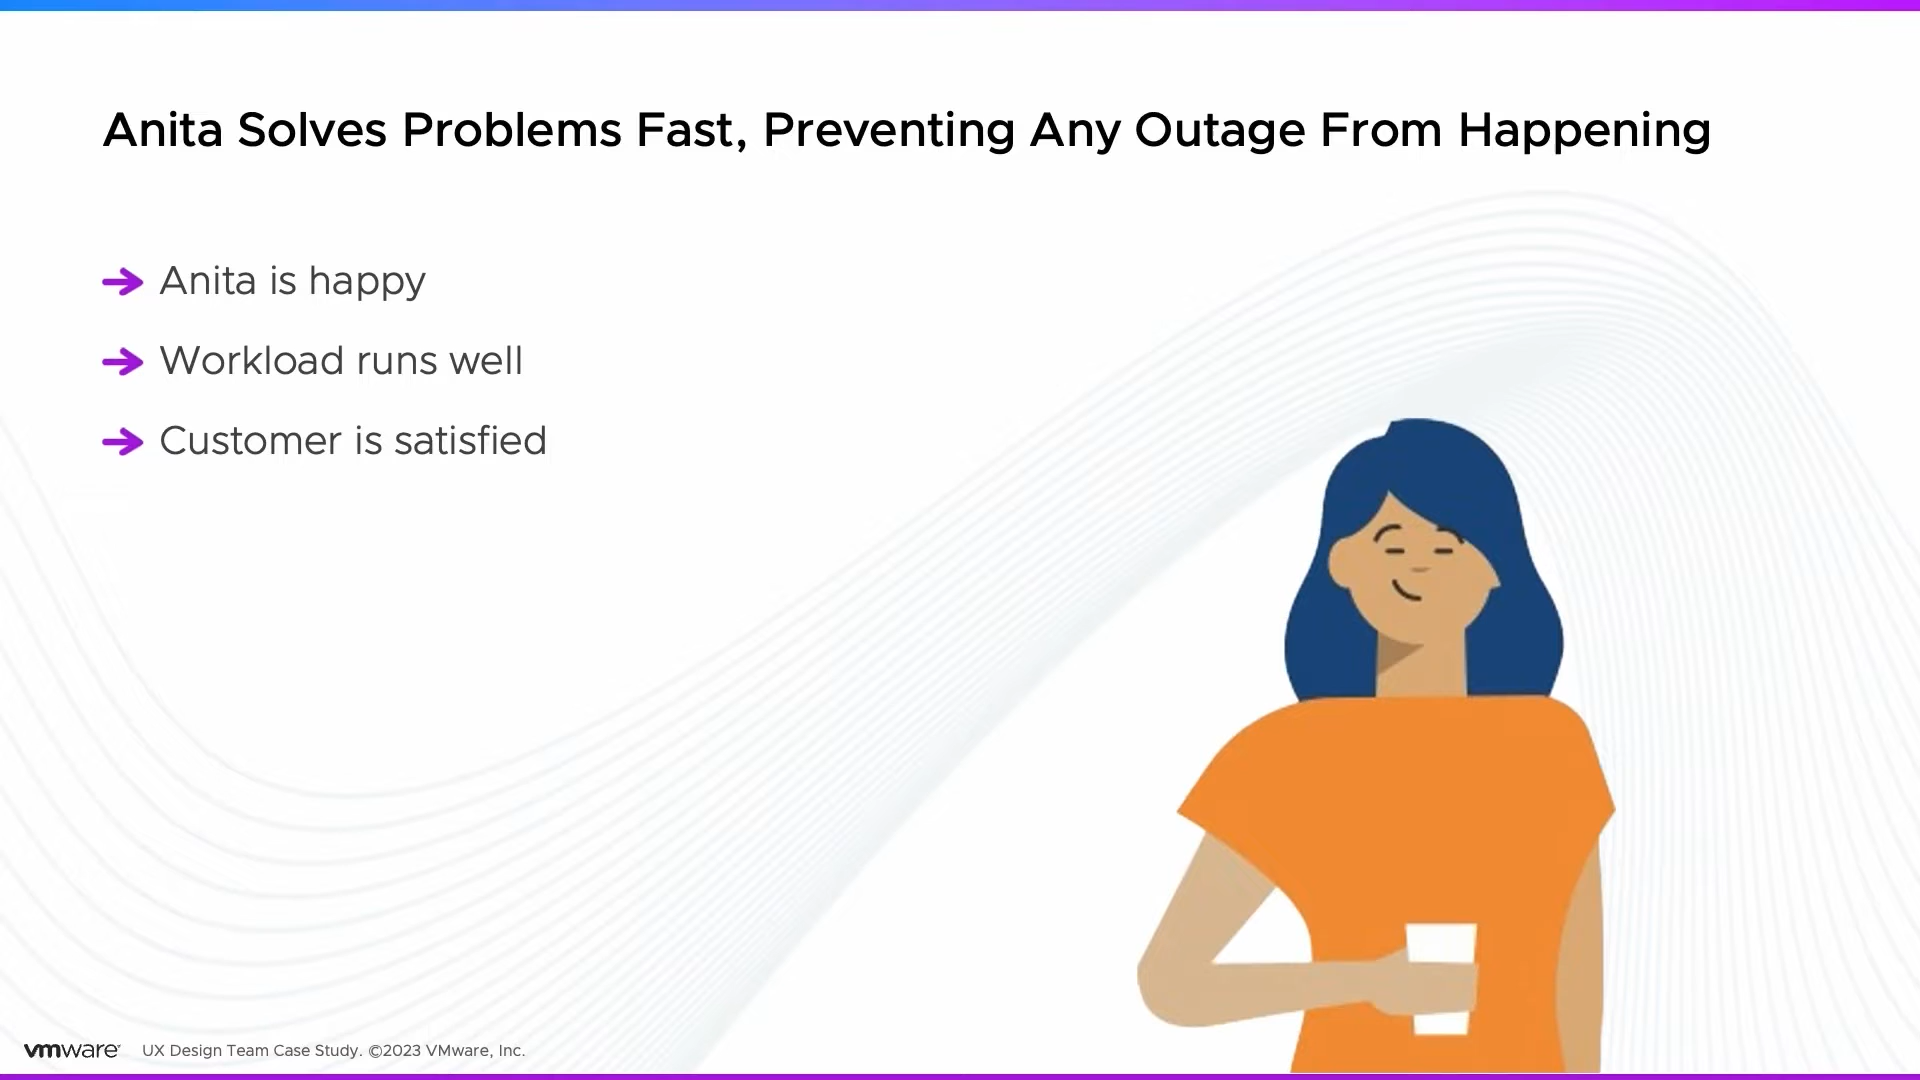 Anita Solves Problems Fast, Preventing Any Outage From Happening
Anita is happy
Workload runs well
Customer is satisfied
vmware UX Design Team Case Study. ©2023 VMware, Inc.